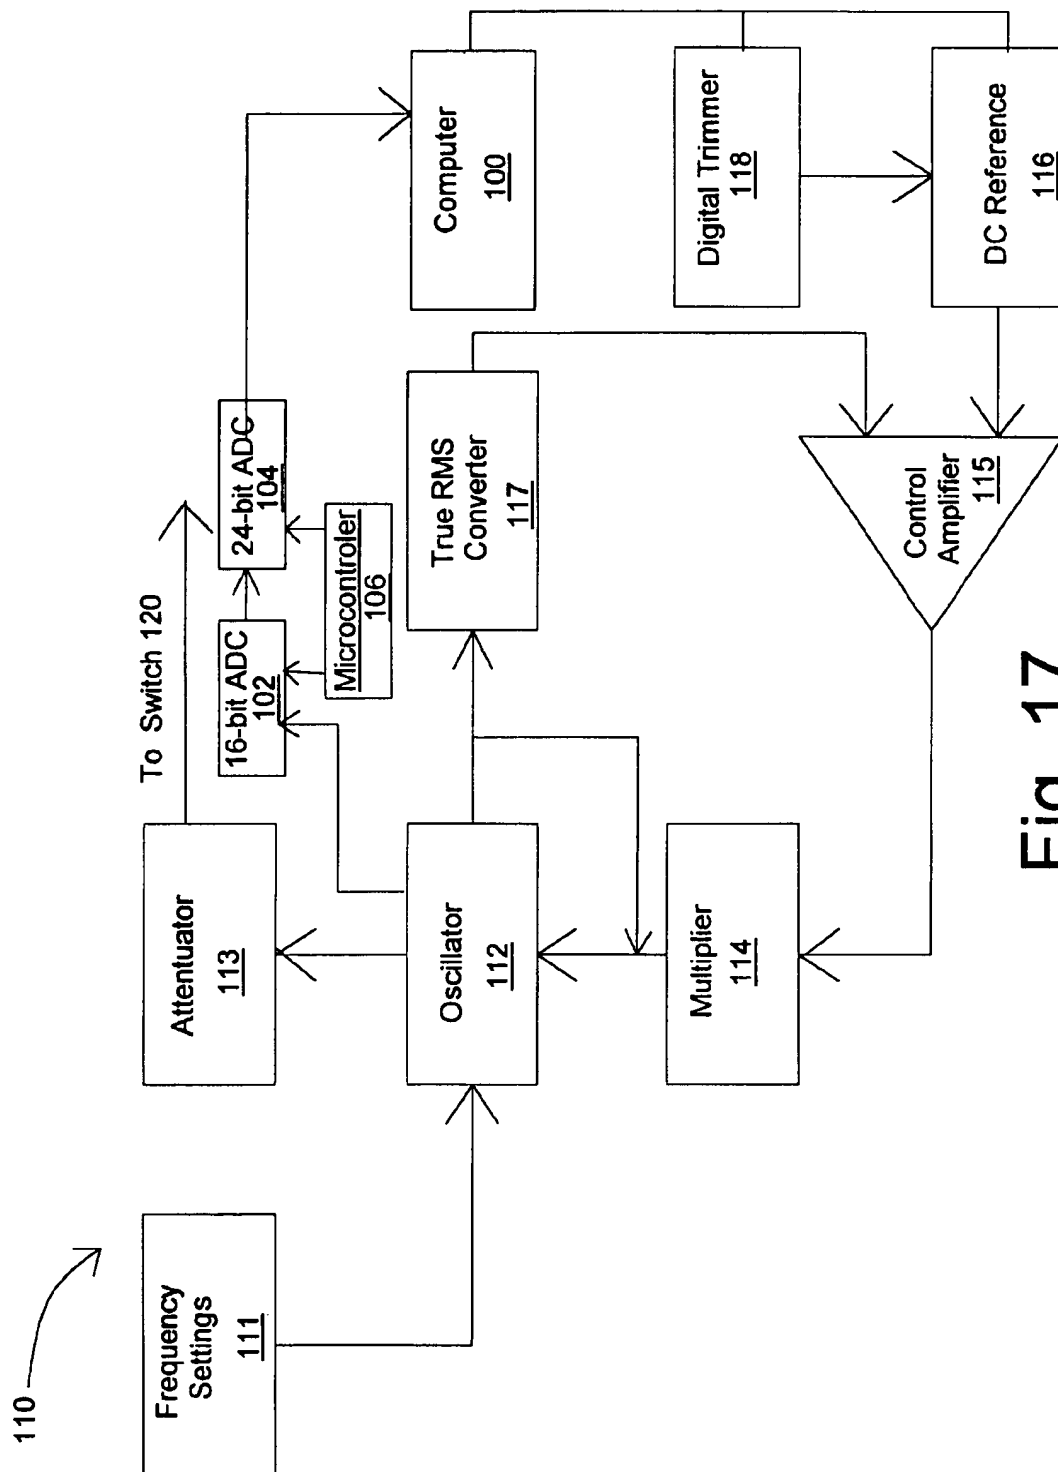 110
Frequency
Settings
111
Attentuator
113
To Switch 120
Oscillator
112
Multiplier
114
16-bit ADC
102
24-bit ADC
104
Microcontroler
106
True RMS
Converter
117
Control
Amplifier
115
Computer
100
Digital Trimmer
118
DC Reference
116
Fig. 17